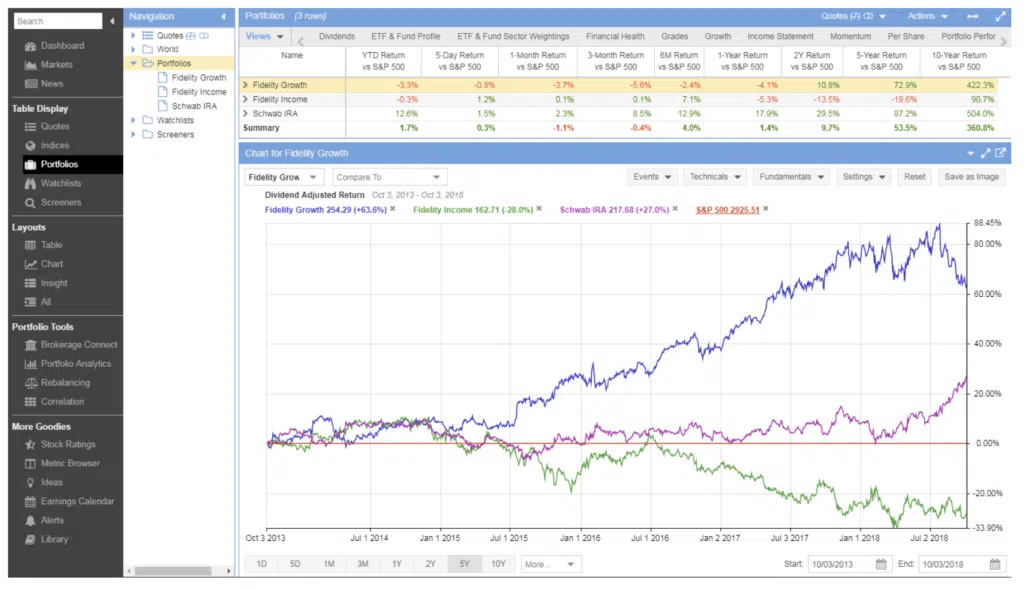 Search
Dashboard
Markets
News
Table Display
Quotes
Indices
Portfolios
Watchlists
Screeners
Layouts
Table
Chart
Insight
All
Portfolio Tools
Brokerage Connect
Portfolio Analytics
Rebalancing
Correlation
More Goodies
Stock Ratings
Metric Browser
Ideas
Earnings Calendar
Alerts
Library
Navigation
Quotes
World
Portfolios
Fidelity Growth
Fidelity Income
Schwab IRA
Watchlists
Screeners
Portfolios (3 rows) Quotes Actions
Views Dividends ETF & Fund Profile ETF & Fund Sector Weightings Financial Health Grades Growth Income Statement Momentum Per Share Portfolio Perfor
Name YTD Return 5-Day Return 1-Month Return 3-Month Return 6M Return 1-Year Return 2Y Return 5-Year Return 10-Year Return
vs S&P 500 vs S&P 500 vs S&P 500 vs S&P 500 vs S&P 500 vs S&P 500 vs S&P 500 vs S&P 500 vs S&P 500
Fidelity Growth -3.3% -0.8% -3.7% -5.6% -2.4% -4.1% 10.8% 72.9% 422.3%
Fidelity Income -0.3% 1.2% 0.1% 0.1% 7.1% -5.3% -13.5% -19.6% 90.7%
Schwab IRA 12.6% 1.5% 2.3% 8.5% 12.9% 17.9% 29.5% 87.2% 504.0%
Summary 1.7% 0.3% -1.1% -0.4% 4.0% 1.4% 9.7% 53.5% 360.8%
Chart for Fidelity Growth
Fidelity Grow Compare To Events Technicals Fundamentals Settings Reset Save as Image
Dividend Adjusted Return Oct 3, 2013 - Oct 3, 2018
Fidelity Growth 254.29 (+63.6%) Fidelity Income 162.71 (-28.0%) Schwab IRA 217.68 (+27.0%) S&P 500 2925.51
88.45%
80.00%
60.00%
40.00%
20.00%
0.00%
-20.00%
-33.90%
Oct 3 2013 Jul 1 2014 Jan 1 2015 Jul 1 2015 Jan 1 2016 Jul 1 2016 Jan 2 2017 Jul 3 2017 Jan 1 2018 Jul 2 2018
1D 5D 1M 3M 1Y 2Y 5Y 10Y More... Start: 10/03/2013 End: 10/03/2018